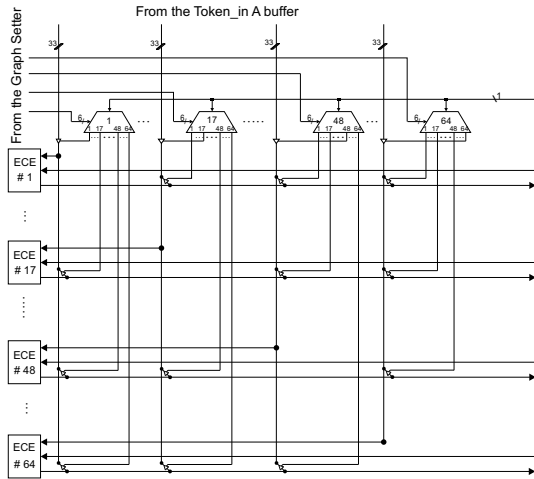 From the Token_in A buffer
From the Graph Setter
33 33 33 33
1
6 1 6 17 6 48 6 64
1 17 48 64 1 17 48 64 1 17 48 64 1 17 48 64
ECE
# 1
ECE
# 17
ECE
# 48
ECE
# 64